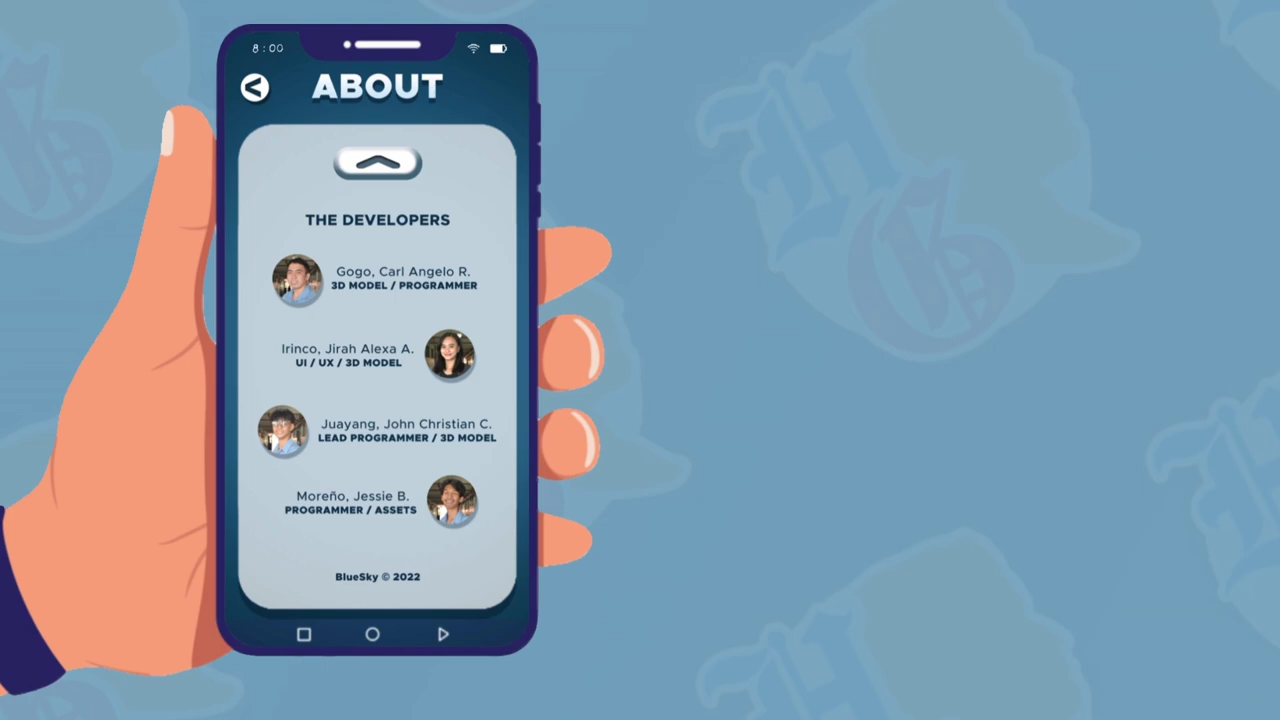 8:00
ABOUT
THE DEVELOPERS
Gogo, Carl Angelo R.
3D MODEL / PROGRAMMER
Irinco, Jirah Alexa A.
UI / UX / 3D MODEL
Juayang, John Christian C.
LEAD PROGRAMMER / 3D MODEL
Moreño, Jessie B.
PROGRAMMER / ASSETS
BlueSky © 2022